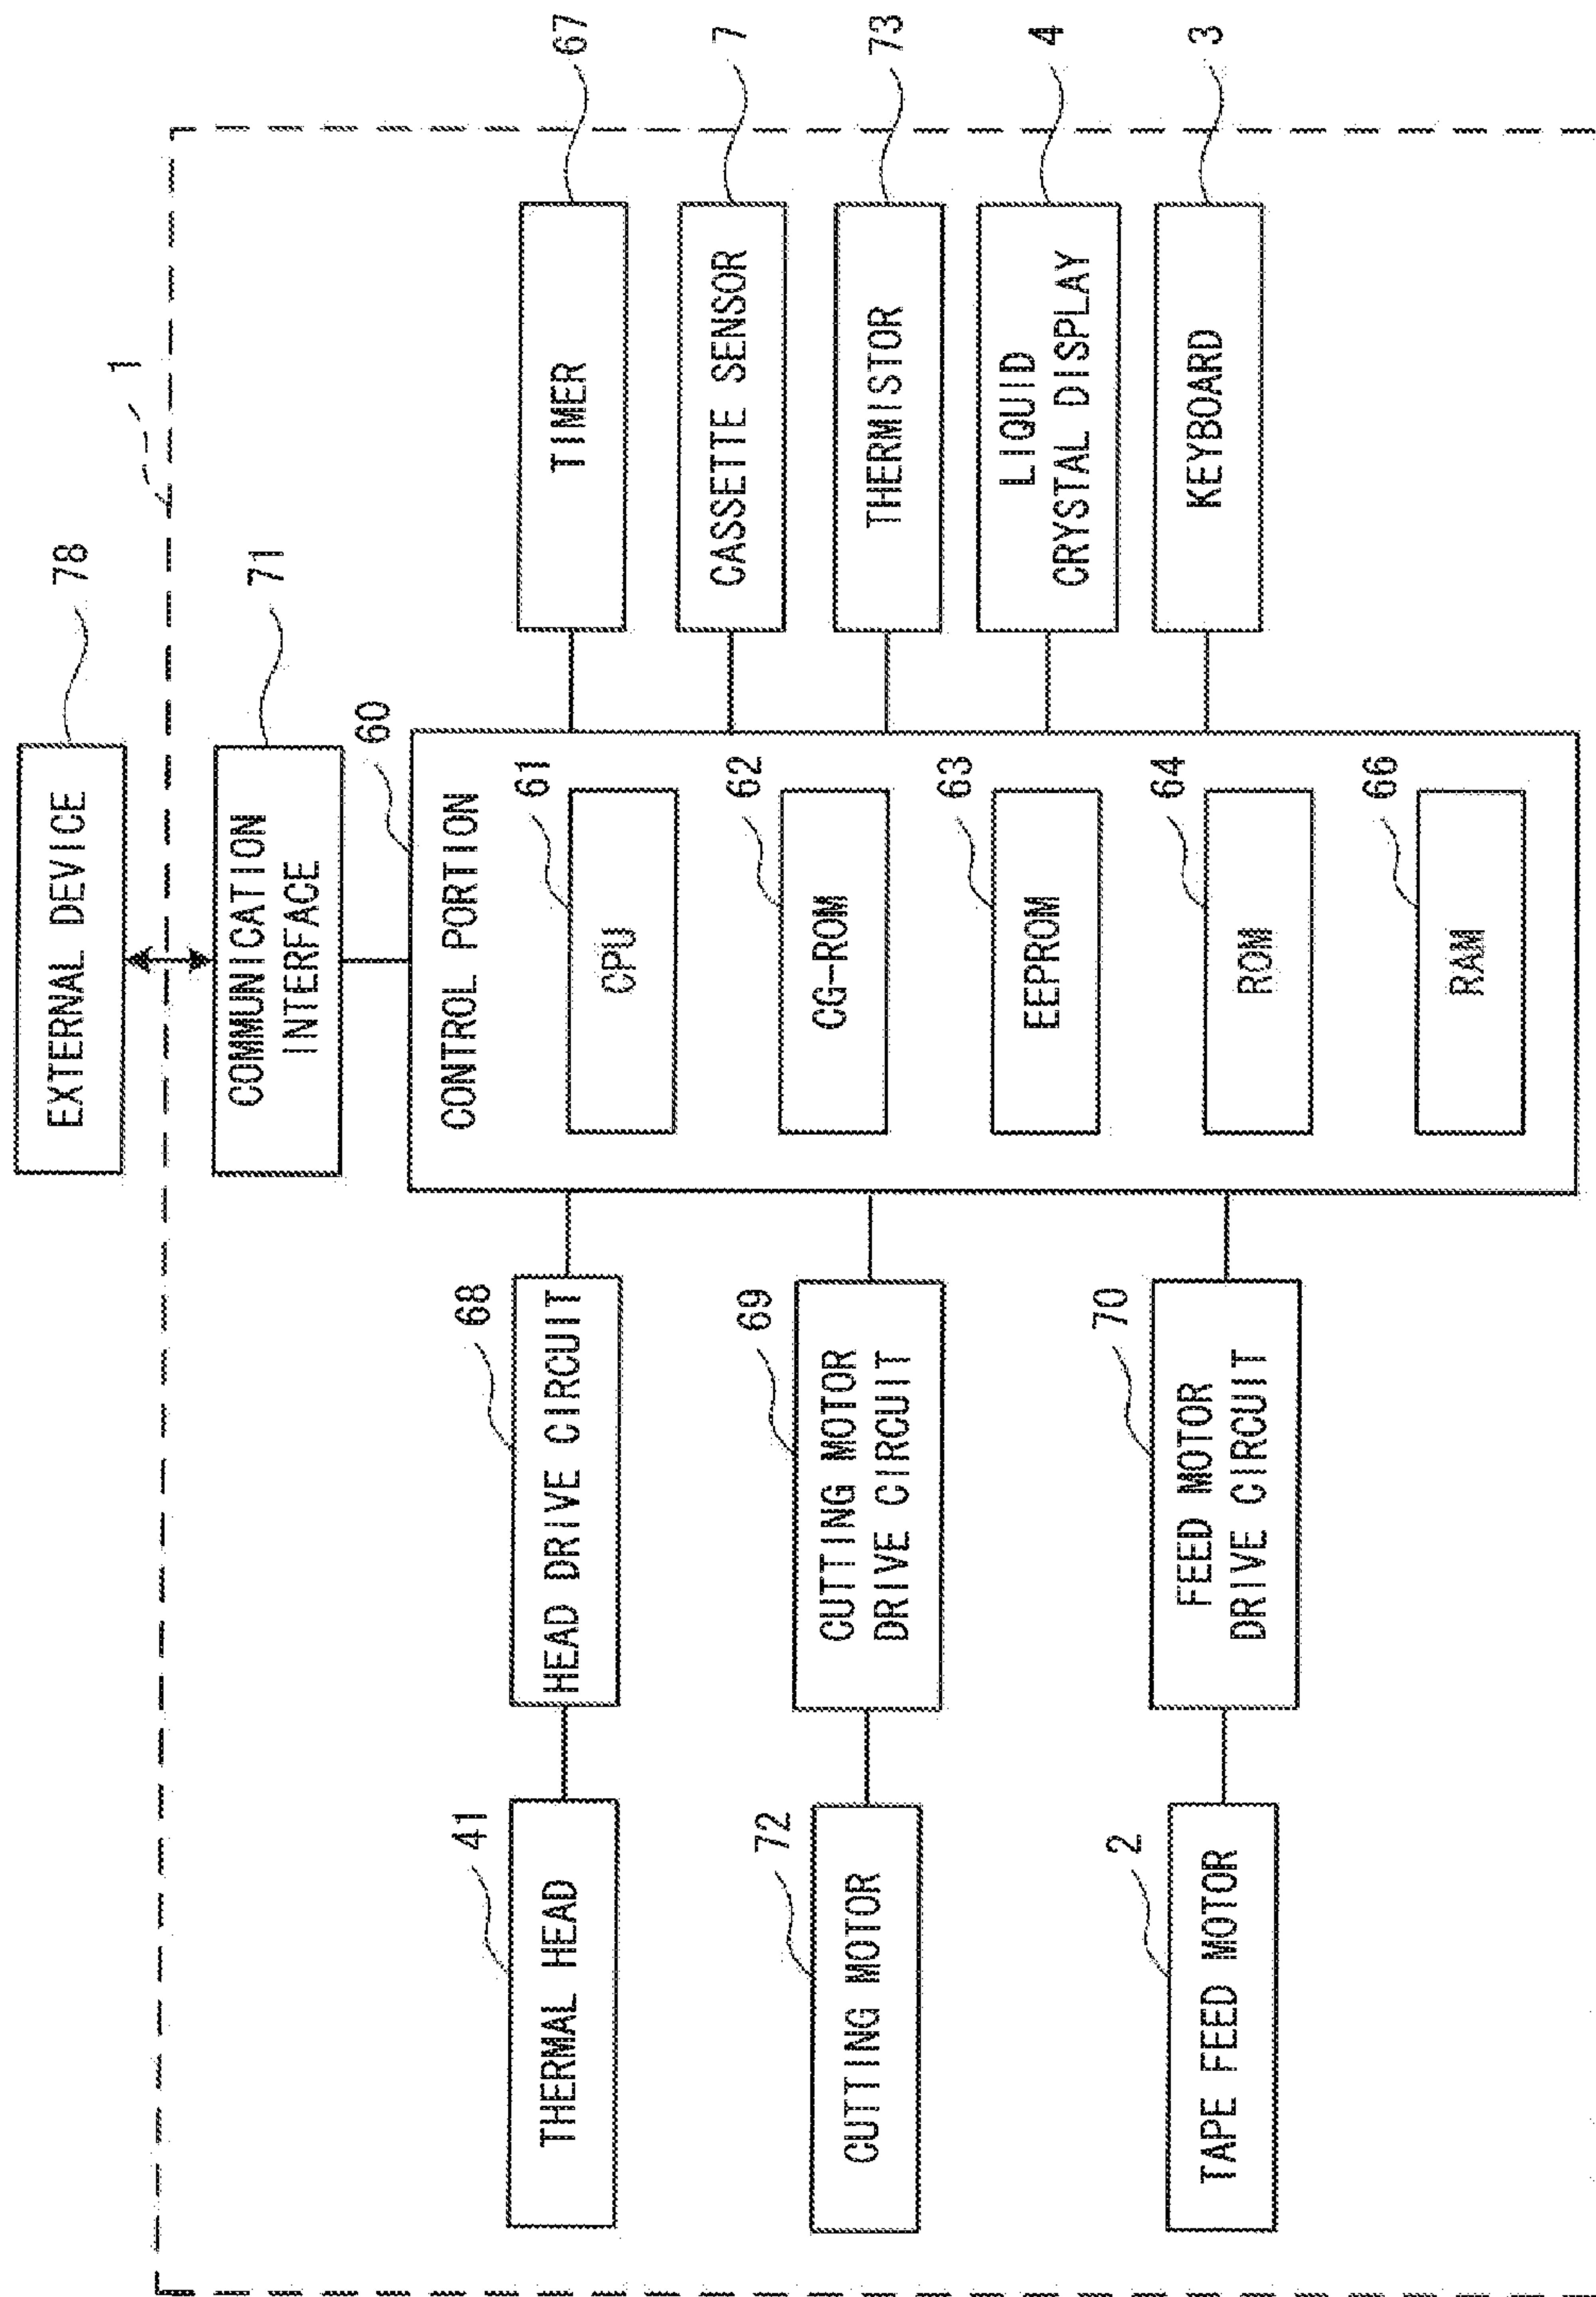 EXTERNAL DEVICE
78
1
COMMUNICATION
INTERFACE
71
60
CONTROL PORTION
61
CPU
62
CG-ROM
63
EEPROM
64
ROM
66
RAM
THERMAL HEAD
41
HEAD DRIVE CIRCUIT
68
CUTTING MOTOR
72
CUTTING MOTOR
DRIVE CIRCUIT
69
TAPE FEED MOTOR
2
FEED MOTOR
DRIVE CIRCUIT
70
TIMER
67
CASSETTE SENSOR
7
THERMISTOR
73
LIQUID
CRYSTAL DISPLAY
4
KEYBOARD
3